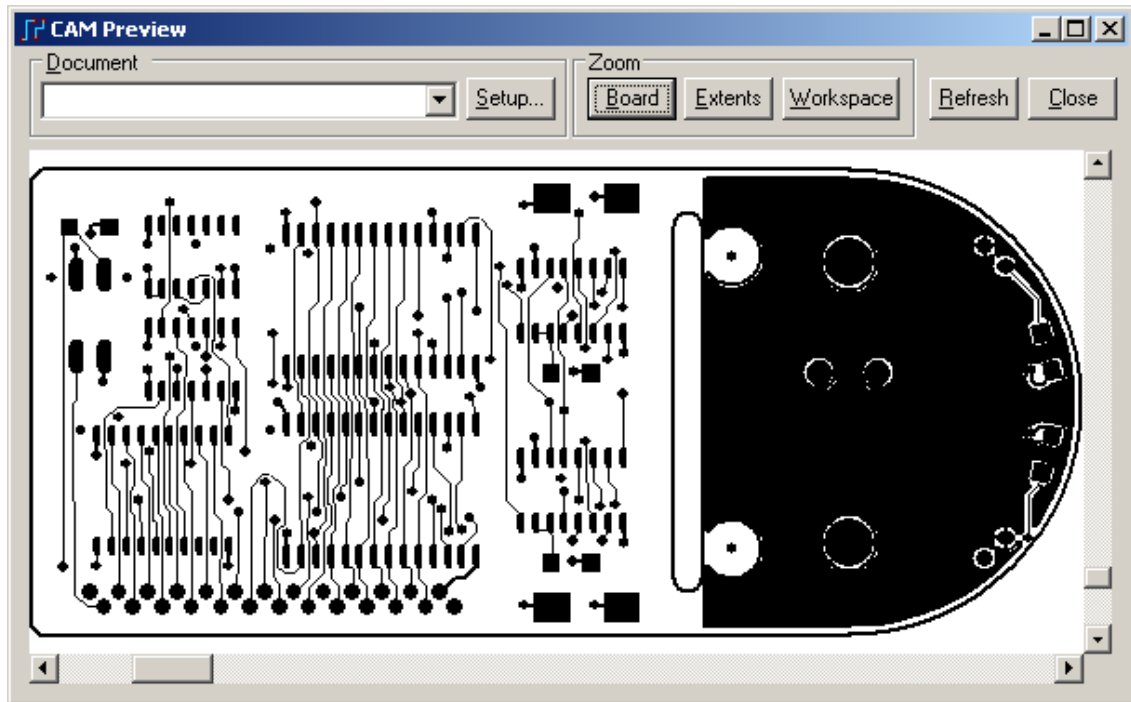 CAM Preview
Document
Zoom
Setup...
Board
Extents
Workspace
Refresh
Close